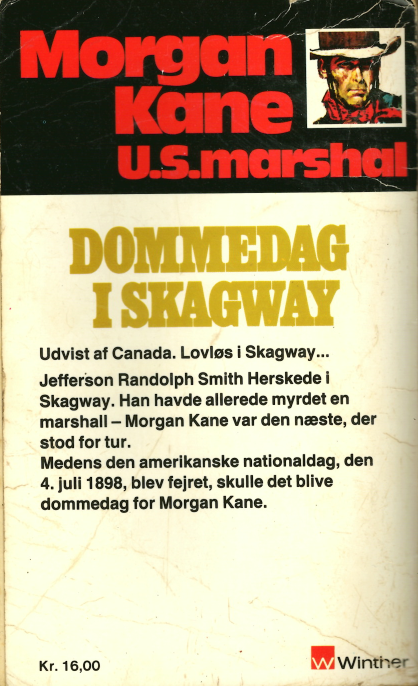 Morgan
Kane
U.S.marshal
DOMMEDAG
I SKAGWAY
Udvist af Canada. Lovløs i Skagway...
Jefferson Randolph Smith Herskede i
Skagway. Han havde allerede myrdet en
marshall – Morgan Kane var den næste, der
stod for tur.
Medens den amerikanske nationaldag, den
4. juli 1898, blev fejret, skulle det blive
dommedag for Morgan Kane.
Kr. 16,00
W Winther